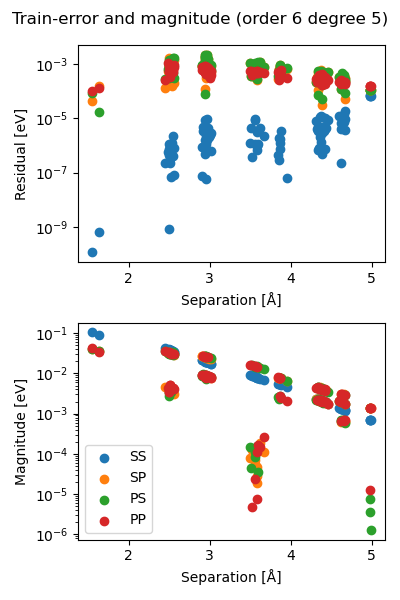 Train-error and magnitude (order 6 degree 5)
10⁻³
10⁻⁵
10⁻⁷
10⁻⁹
Residual [eV]
2 3 4 5
Separation [Å]
10⁻¹
10⁻²
10⁻³
10⁻⁴
10⁻⁵
10⁻⁶
Magnitude [eV]
SS
SP
PS
PP
2 3 4 5
Separation [Å]